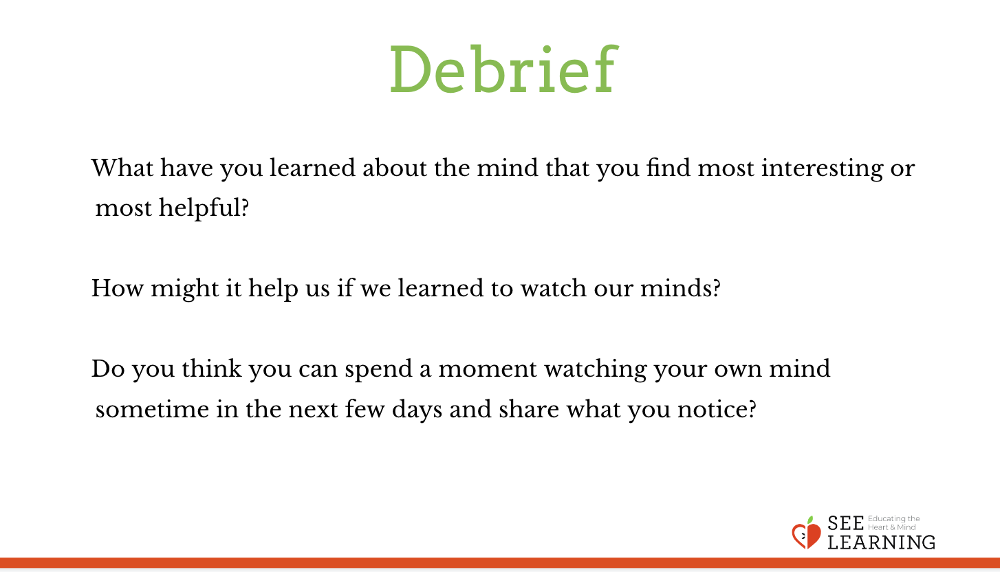 Debrief
What have you learned about the mind that you find most interesting or
most helpful?
How might it help us if we learned to watch our minds?
Do you think you can spend a moment watching your own mind
sometime in the next few days and share what you notice?
SEE Educating the
Heart & Mind
LEARNING